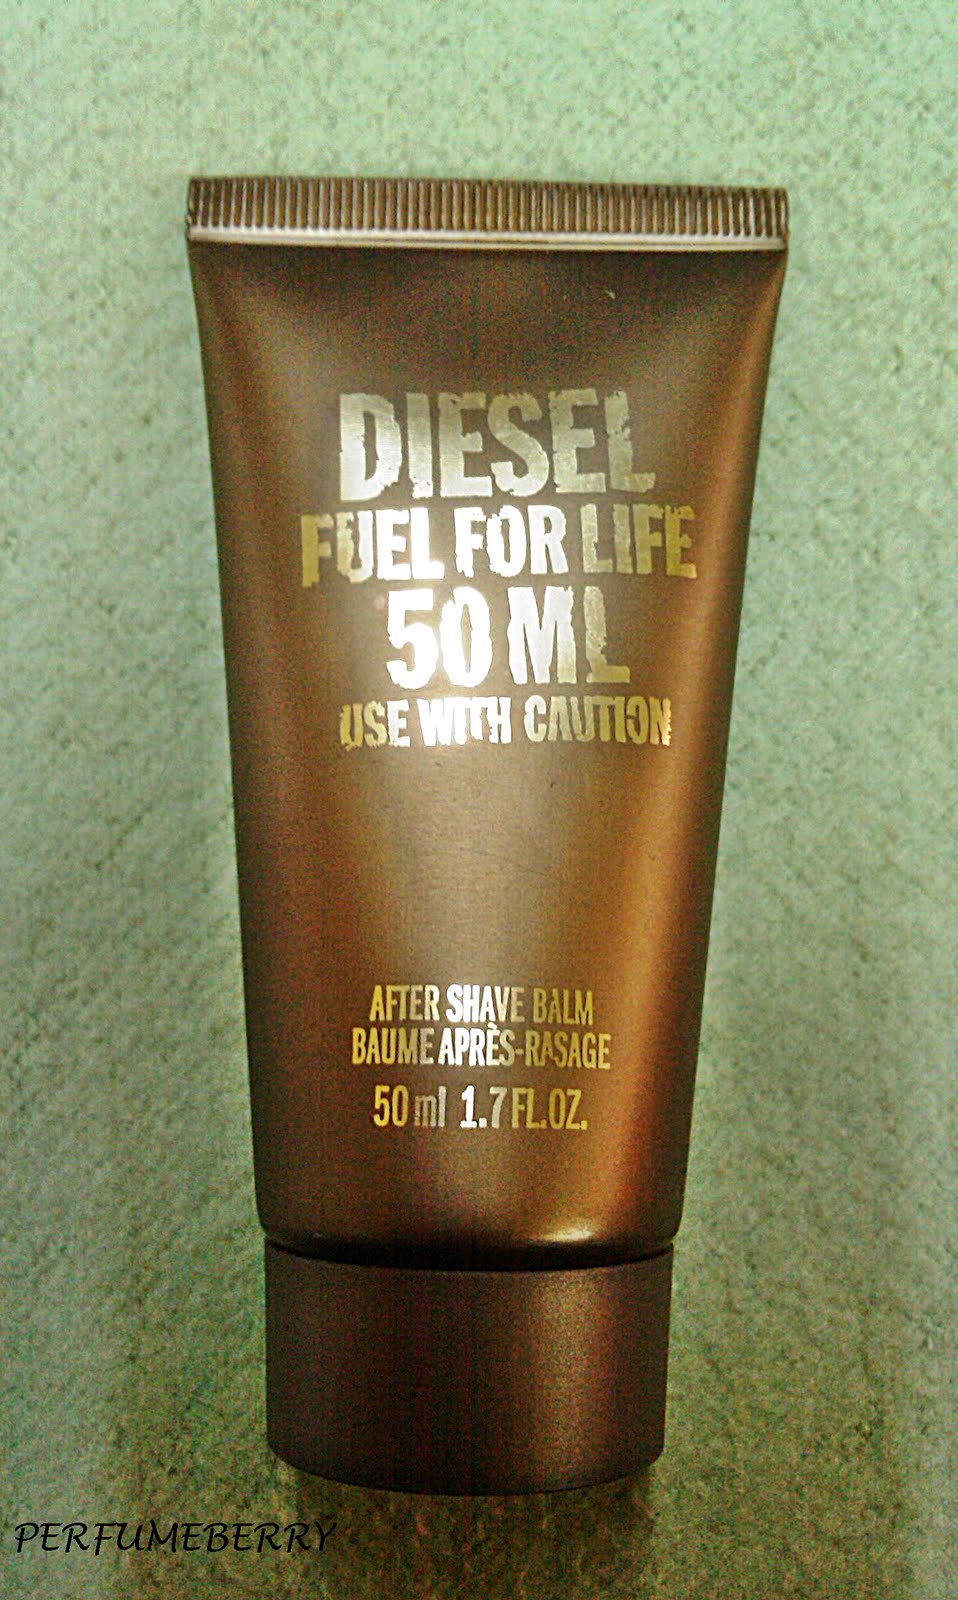 DIESEL
FUEL FOR LIFE
50 ML
USE WITH CAUTION
AFTER SHAVE BALM
BAUME APRÈS-RASAGE
50 ml 1.7 FL.OZ.
PERFUMEBERRY